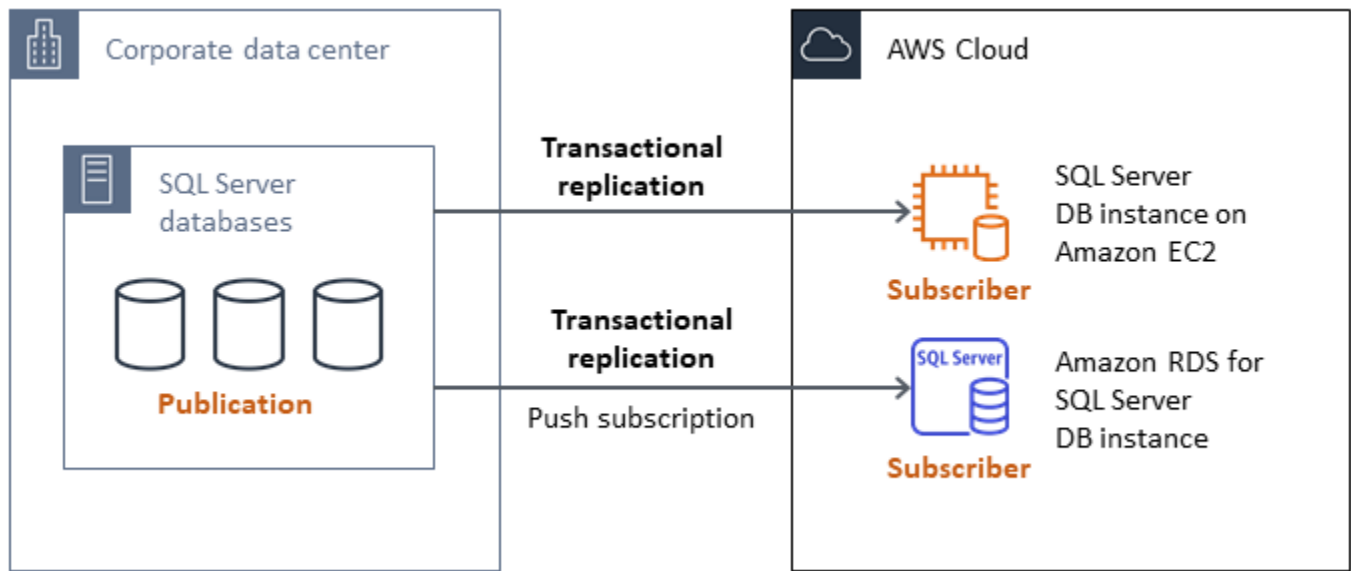 Corporate data center
SQL Server
databases
Publication
Transactional
replication
Transactional
replication
Push subscription
AWS Cloud
SQL Server
DB instance on
Amazon EC2
Subscriber
SQL Server
Amazon RDS for
SQL Server
DB instance
Subscriber